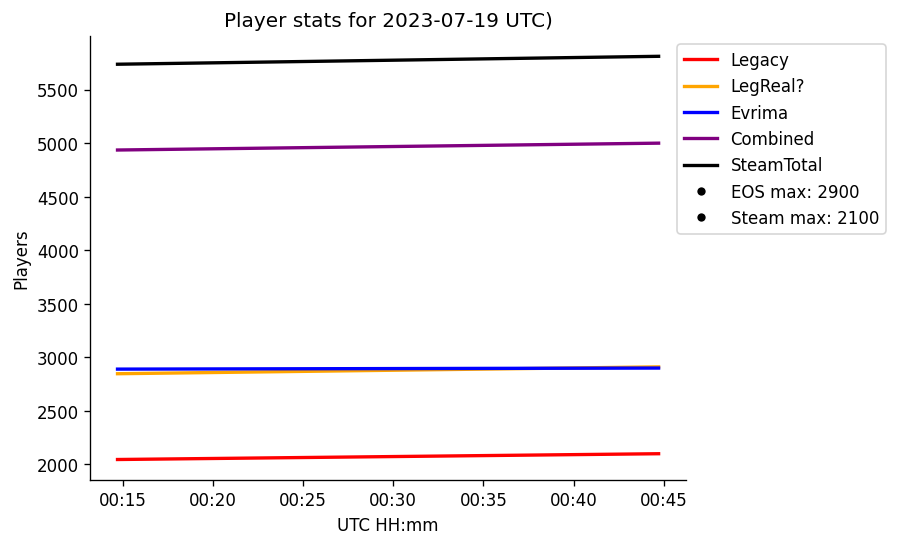 Player stats for 2023-07-19 UTC)
Legacy
LegReal?
Evrima
Combined
SteamTotal
EOS max: 2900
Steam max: 2100
Players
5500
5000
4500
4000
3500
3000
2500
2000
00:15 00:20 00:25 00:30 00:35 00:40 00:45
UTC HH:mm